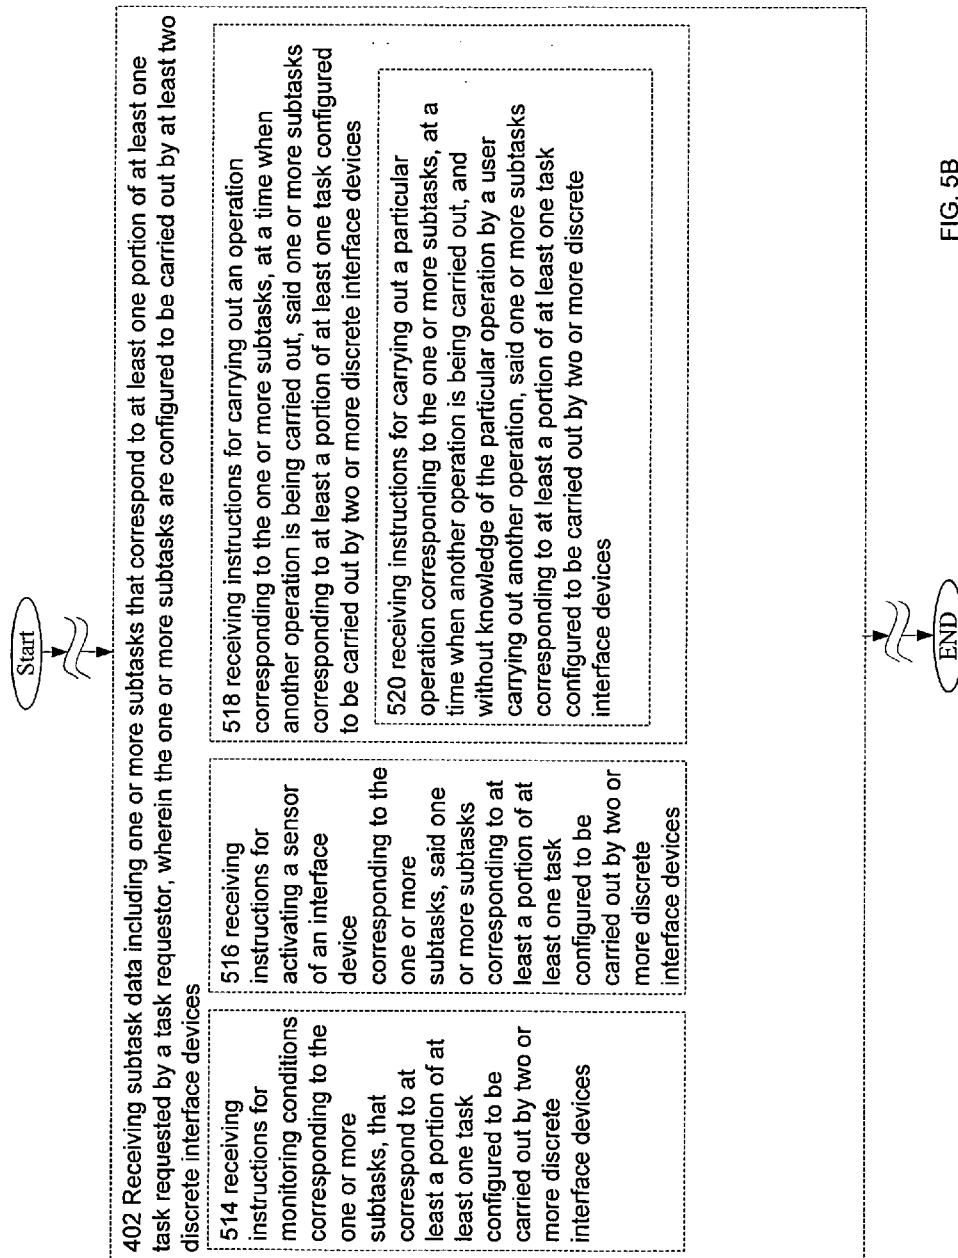 Start
402 Receiving subtask data including one or more subtasks that correspond to at least one portion of at least one
task requested by a task requestor, wherein the one or more subtasks are configured to be carried out by at least two
discrete interface devices
514 receiving
instructions for
monitoring conditions
corresponding to the
one or more
subtasks, that
correspond to at
least a portion of at
least one task
configured to be
carried out by two or
more discrete
interface devices
516 receiving
instructions for
activating a sensor
of an interface
device
corresponding to the
one or more
subtasks, said one
or more subtasks
corresponding to at
least a portion of at
least one task
configured to be
carried out by two or
more discrete
interface devices
518 receiving instructions for carrying out an operation
corresponding to the one or more subtasks, at a time when
another operation is being carried out, said one or more subtasks
corresponding to at least a portion of at least one task configured
to be carried out by two or more discrete interface devices
520 receiving instructions for carrying out a particular
operation corresponding to the one or more subtasks, at a
time when another operation is being carried out, and
without knowledge of the particular operation by a user
carrying out another operation, said one or more subtasks
corresponding to at least a portion of at least one task
configured to be carried out by two or more discrete
interface devices
END
FIG. 5B